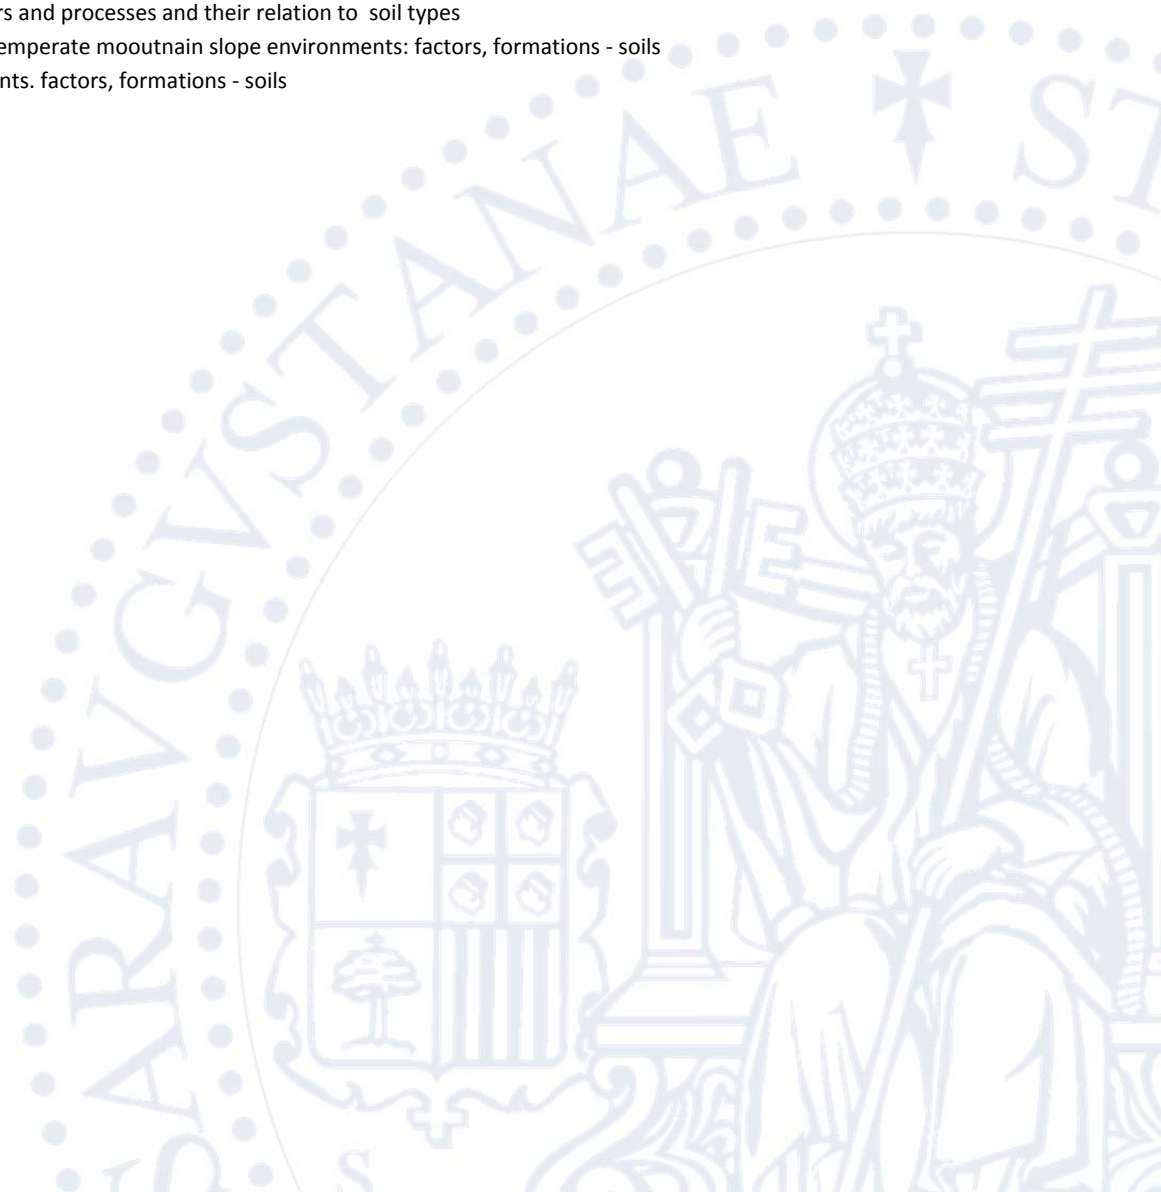 rs and processes and their relation to  soil types
emperate mooutnain slope environments: factors, formations - soils
nts. factors, formations - soils
SARAVGVSTANAE ST
S